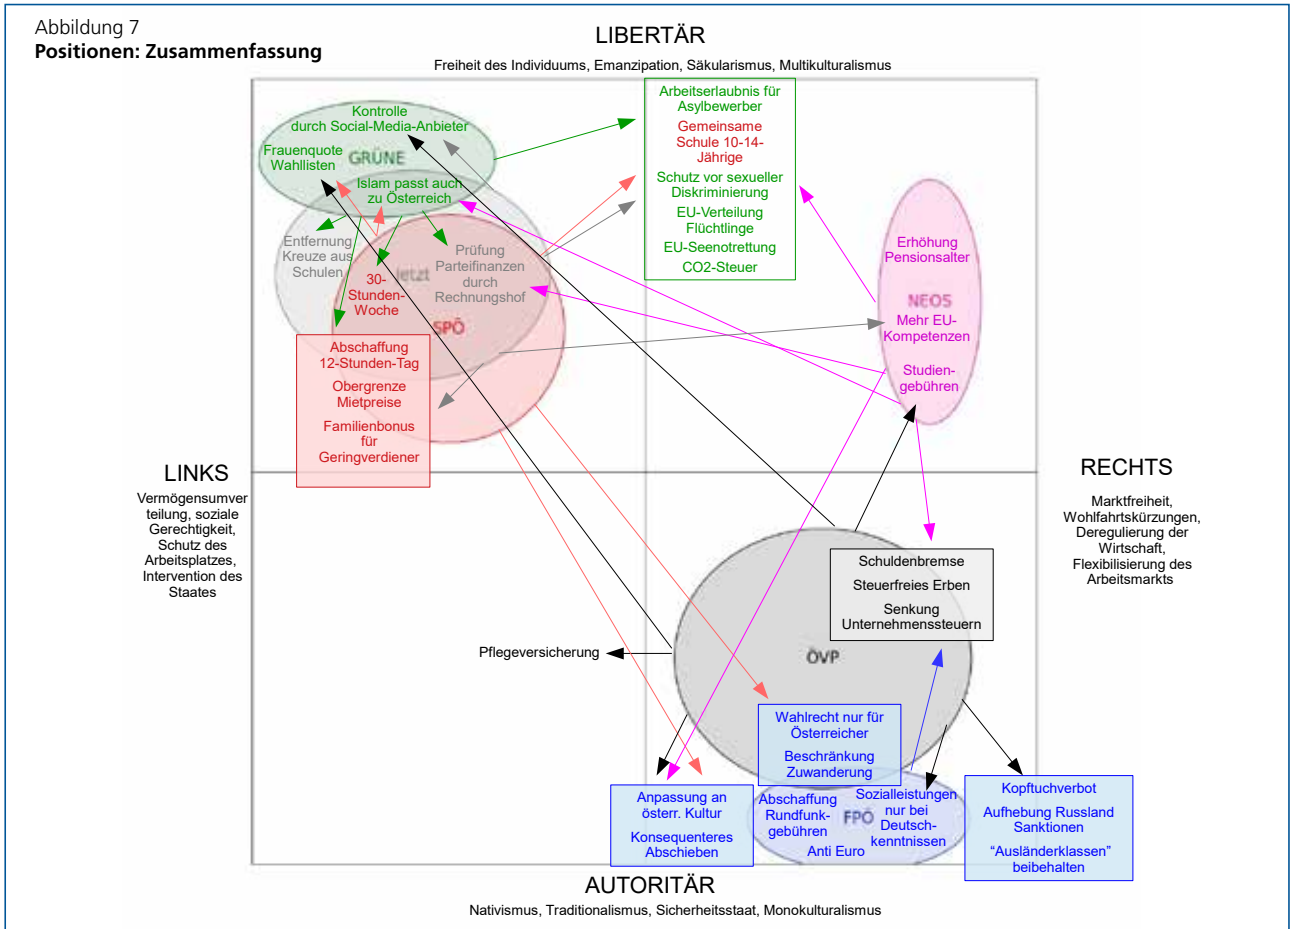 Abbildung 7
Positionen: Zusammenfassung
LIBERTÄR
Freiheit des Individuums, Emanzipation, Säkularismus, Multikulturalismus
Kontrolle
durch Social-Media-Anbieter
Frauenquote
Wahllisten
GRÜNE
Islam passt auch
zu Österreich
Entfernung
Kreuze aus
Schulen
jetzt
30-
Stunden-
Woche
Prüfung
Parteifinanzen
durch
Rechnungshof
SPÖ
Abschaffung
12-Stunden-Tag
Obergrenze
Mietpreise
Familienbonus
für
Geringverdiener
Arbeitserlaubnis für
Asylbewerber
Gemeinsame
Schule 10-14-
Jährige
Schutz vor sexueller
Diskriminierung
EU-Verteilung
Flüchtlinge
EU-Seenotrettung
CO2-Steuer
Erhöhung
Pensionsalter
NEOS
Mehr EU-
Kompetenzen
Studien-
gebühren
LINKS
Vermögensumver
teilung, soziale
Gerechtigkeit,
Schutz des
Arbeitsplatzes,
Intervention des
Staates
RECHTS
Marktfreiheit,
Wohlfahrtskürzungen,
Deregulierung der
Wirtschaft,
Flexibilisierung des
Arbeitsmarkts
Schuldenbremse
Steuerfreies Erben
Senkung
Unternehmenssteuern
Pflegeversicherung
ÖVP
Wahlrecht nur für
Österreicher
Beschränkung
Zuwanderung
Anpassung an
österr. Kultur
Konsequenteres
Abschieben
Abschaffung
Rundfunk-
gebühren
FPÖ
Sozialleistungen
nur bei
Deutsch-
kenntnissen
Anti Euro
Kopftuchverbot
Aufhebung Russland
Sanktionen
“Ausländerklassen”
beibehalten
AUTORITÄR
Nativismus, Traditionalismus, Sicherheitsstaat, Monokulturalismus